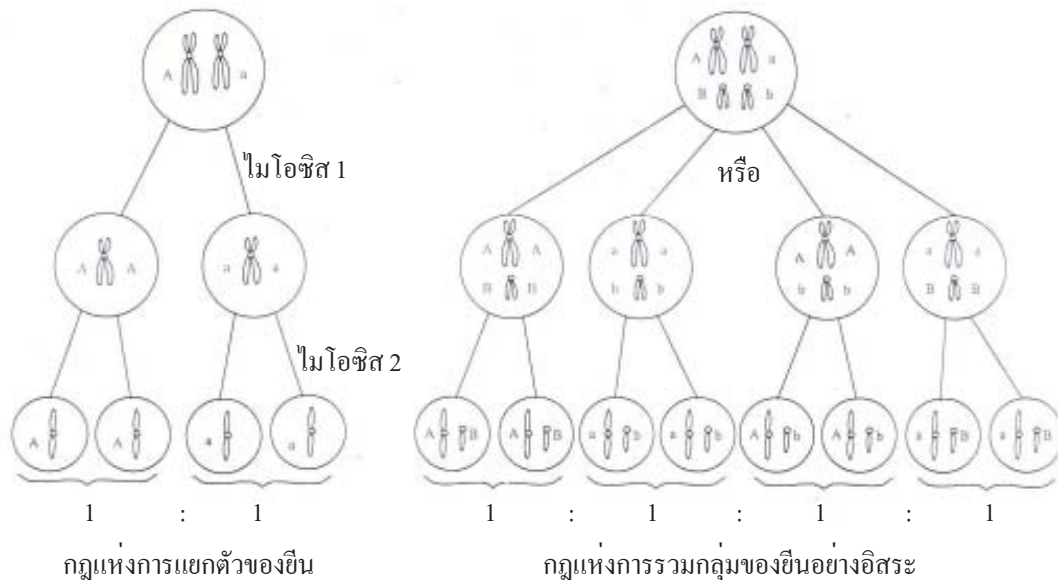 A a A a
B b
ไมโอซิส 1 หรือ
A A a a A A a a
B B b b b b B B
ไมโอซิส 2
A A a a A B A B a b a b A b A b a B a B
1 : 1 1 : 1 : 1 : 1
กฎแห่งการแยกตัวของยีน กฎแห่งการรวมกลุ่มของยีนอย่างอิสระ